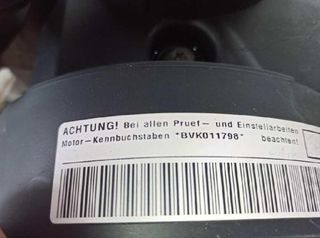 ACHTUNG! Bei allen Pruef- und Einstellarbeiten
Motor-Kennbuchstaben "BVK011798" beachten!